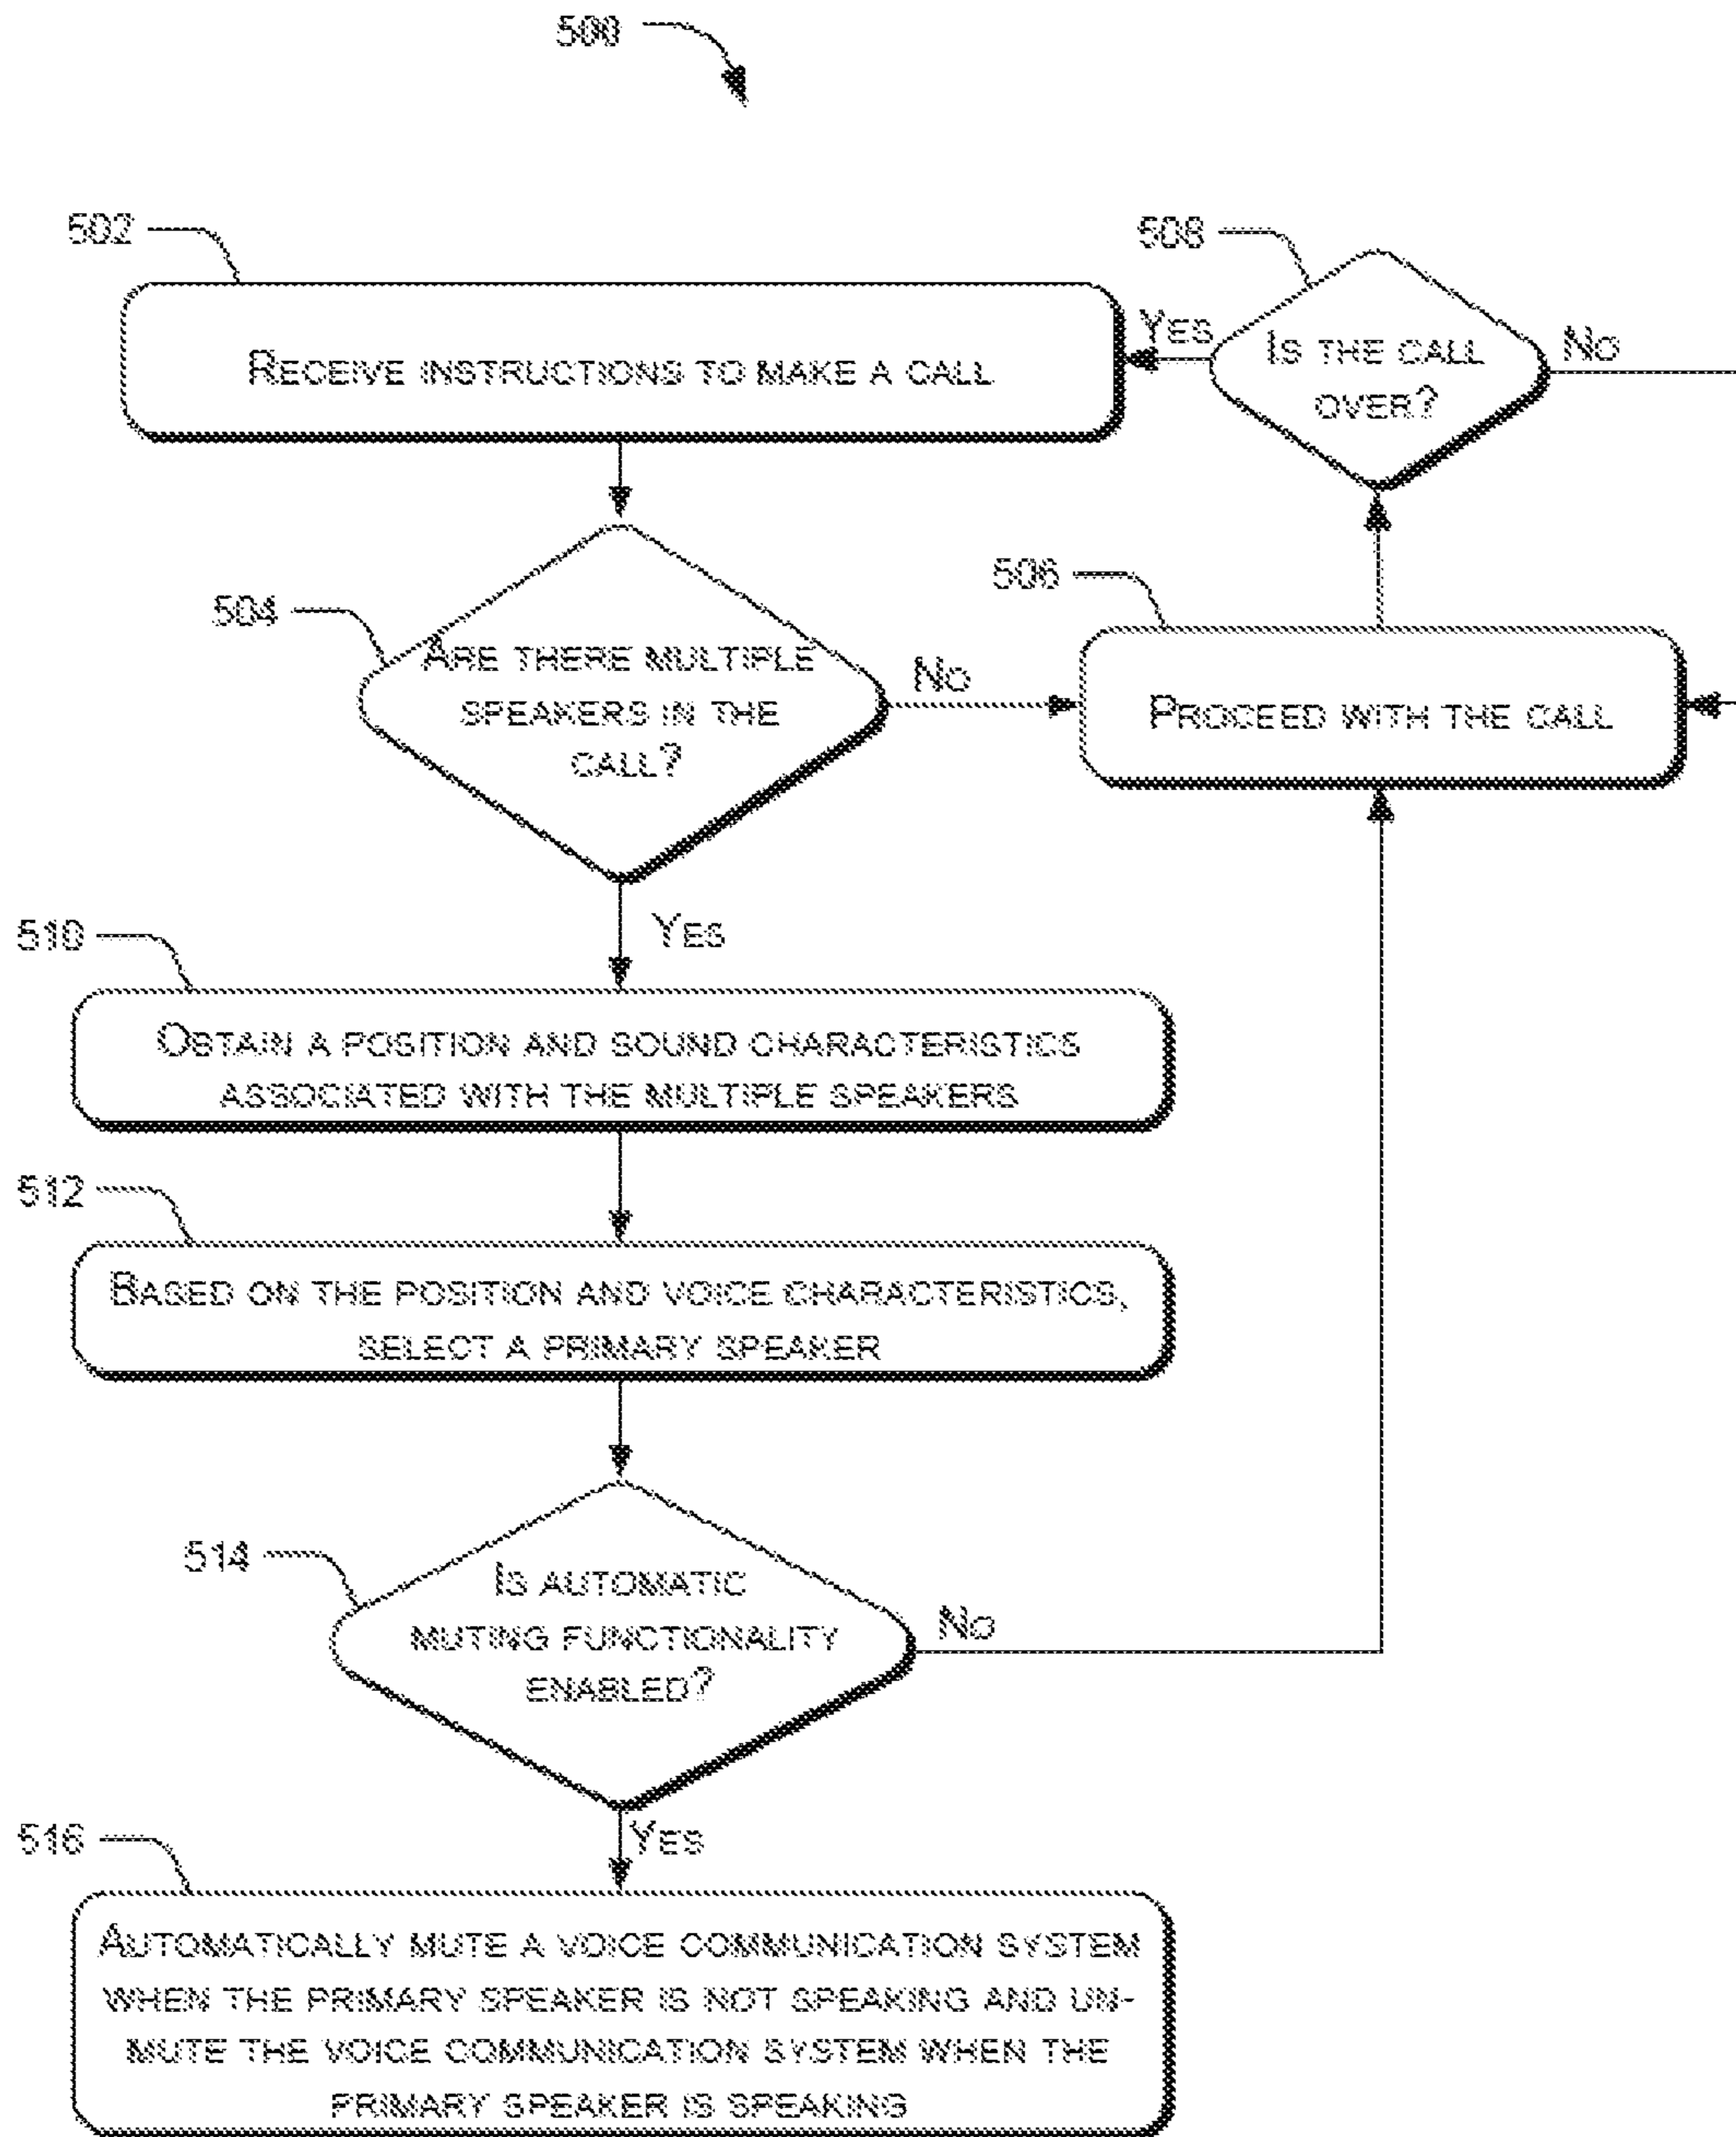 500
502
RECEIVE INSTRUCTIONS TO MAKE A CALL
508
IS THE CALL
OVER?
YES
NO
504
ARE THERE MULTIPLE
SPEAKERS IN THE
CALL?
NO
506
PROCEED WITH THE CALL
YES
510
OBTAIN A POSITION AND SOUND CHARACTERISTICS
ASSOCIATED WITH THE MULTIPLE SPEAKERS
512
BASED ON THE POSITION AND VOICE CHARACTERISTICS,
SELECT A PRIMARY SPEAKER
514
IS AUTOMATIC
MUTING FUNCTIONALITY
ENABLED?
NO
YES
516
AUTOMATICALLY MUTE A VOICE COMMUNICATION SYSTEM
WHEN THE PRIMARY SPEAKER IS NOT SPEAKING AND UN-
MUTE THE VOICE COMMUNICATION SYSTEM WHEN THE
PRIMARY SPEAKER IS SPEAKING